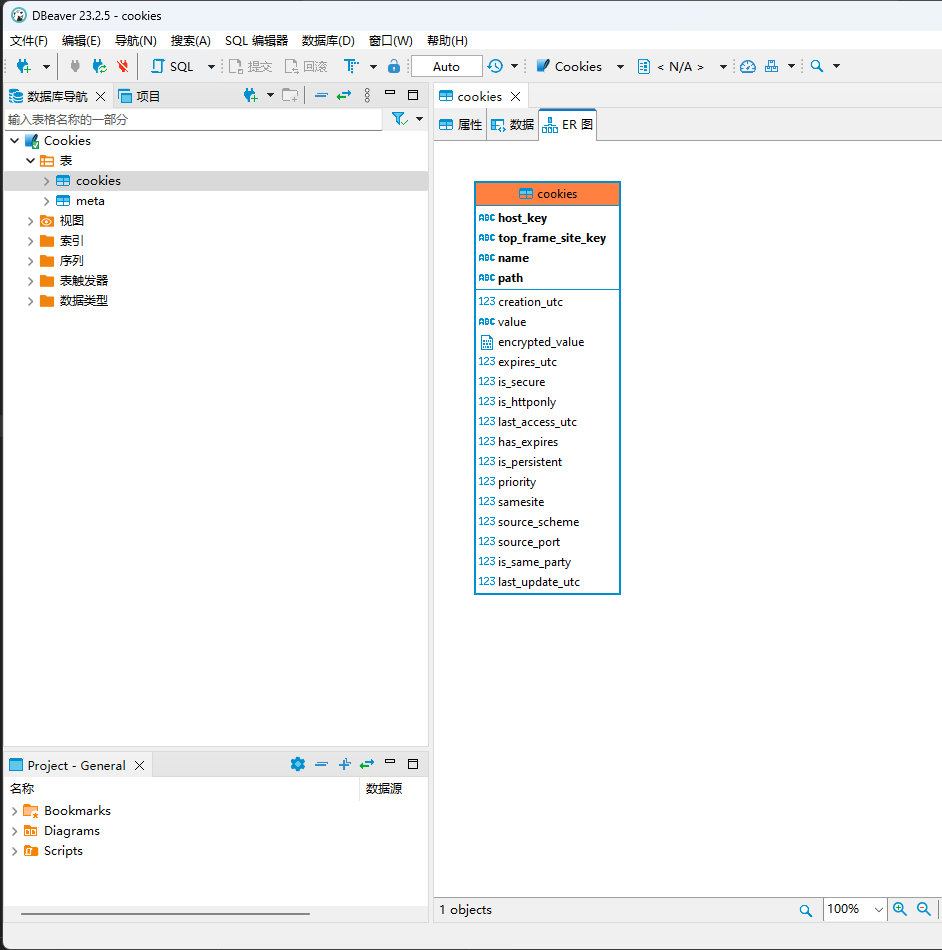 DBeaver 23.2.5 - cookies
文件(F) 编辑(E) 导航(N) 搜索(A) SQL 编辑器 数据库(D) 窗口(W) 帮助(H)
SQL 提交 回滚 Auto Cookies < N/A >
数据库导航 项目
输入表格名称的一部分
Cookies
表
cookies
meta
视图
索引
序列
表触发器
数据类型
Project - General
名称 数据源
Bookmarks
Diagrams
Scripts
cookies
属性 数据 ER 图
cookies
ABC host_key
ABC top_frame_site_key
ABC name
ABC path
123 creation_utc
ABC value
encrypted_value
123 expires_utc
123 is_secure
123 is_httponly
123 last_access_utc
123 has_expires
123 is_persistent
123 priority
123 samesite
123 source_scheme
123 source_port
123 is_same_party
123 last_update_utc
1 objects 100%